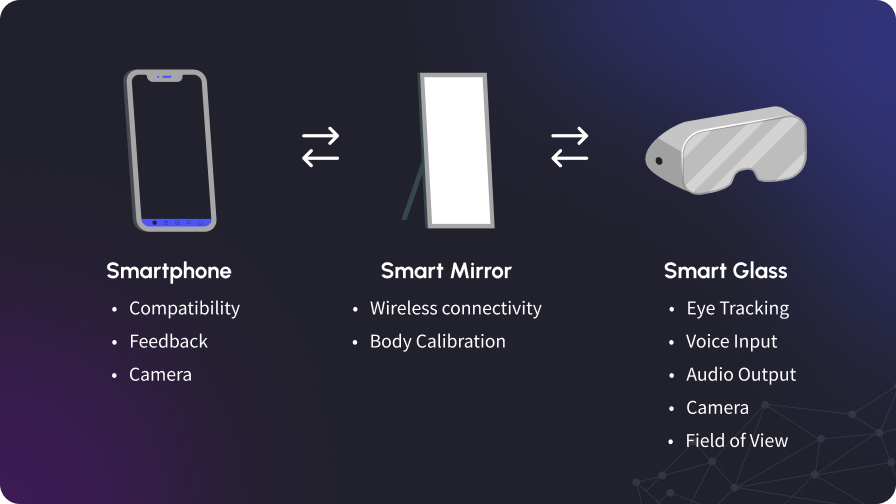 Smartphone
• Compatibility
• Feedback
• Camera
Smart Mirror
• Wireless connectivity
• Body Calibration
Smart Glass
• Eye Tracking
• Voice Input
• Audio Output
• Camera
• Field of View